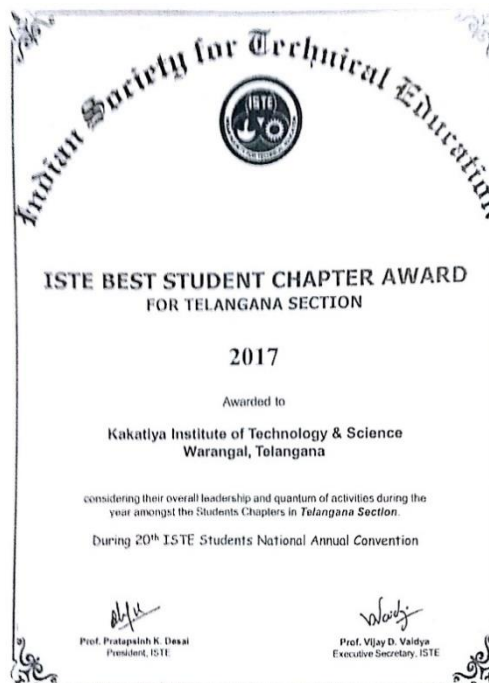 Indian Society for Technical Education
ISTE
ISTE BEST STUDENT CHAPTER AWARD
FOR TELANGANA SECTION
2017
Awarded to
Kakatiya Institute of Technology & Science
Warangal, Telangana
considering their overall leadership and quantum of activities during the
year amongst the Students Chapters in Telangana Section.
During 20th ISTE Students National Annual Convention
Prof. Pratapsinh K. Desai
President, ISTE
Prof. Vijay D. Vaidya
Executive Secretary, ISTE